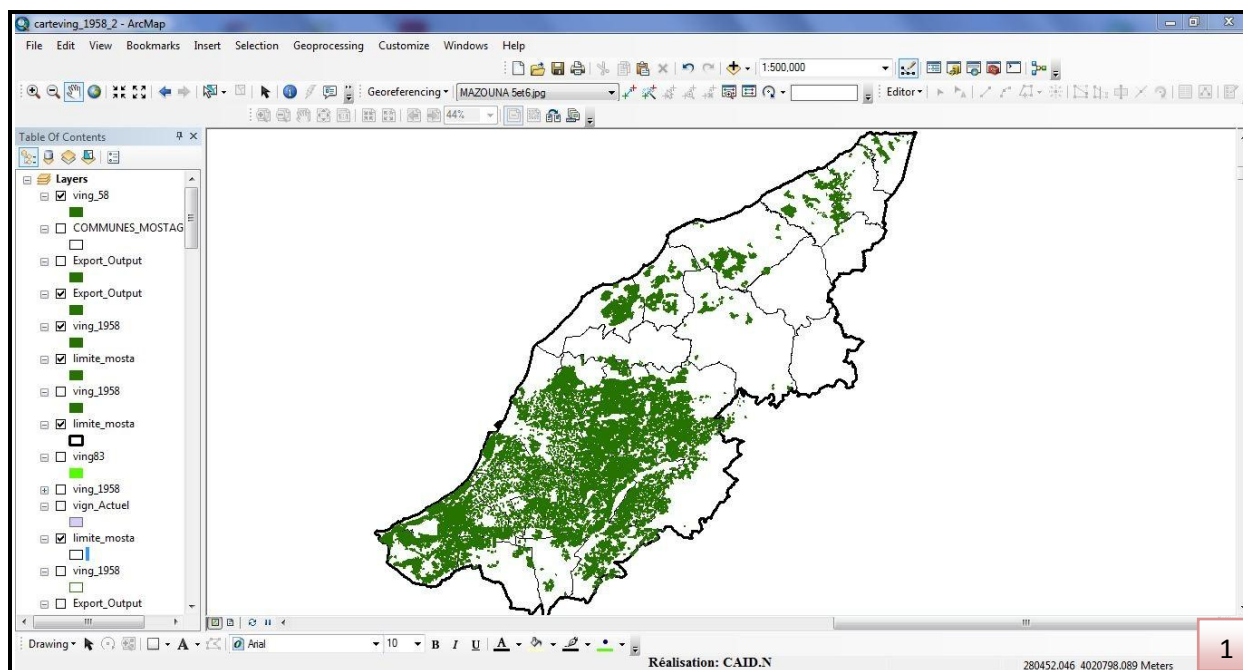 carteving_1958_2 - ArcMap
File Edit View Bookmarks Insert Selection Geoprocessing Customize Windows Help
1:500,000
Georeferencing MAZOUNA 5et6.jpg Editor
44%
Table Of Contents
Layers
ving_58
COMMUNES_MOSTAG
Export_Output
Export_Output
ving_1958
limite_mosta
ving_1958
limite_mosta
ving83
ving_1958
vign_Actuel
limite_mosta
ving_1958
Export_Output
Drawing A Arial 10 B I U A
Réalisation: CAID.N
280452.046 4020798.089 Meters
1